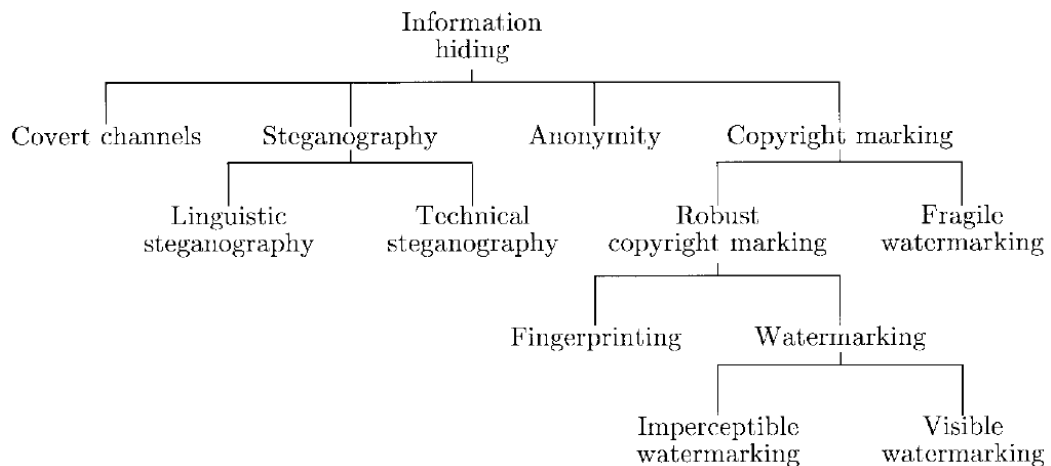 Information
hiding
Covert channels
Steganography
Anonymity
Copyright marking
Linguistic
steganography
Technical
steganography
Robust
copyright marking
Fragile
watermarking
Fingerprinting
Watermarking
Imperceptible
watermarking
Visible
watermarking